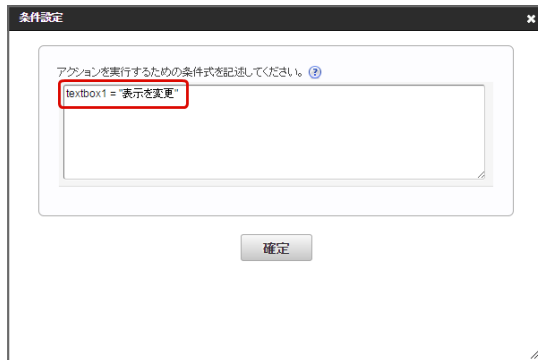 条件設定
アクションを実行するための条件式を記述してください。
textbox1 = "表示を変更"
確定